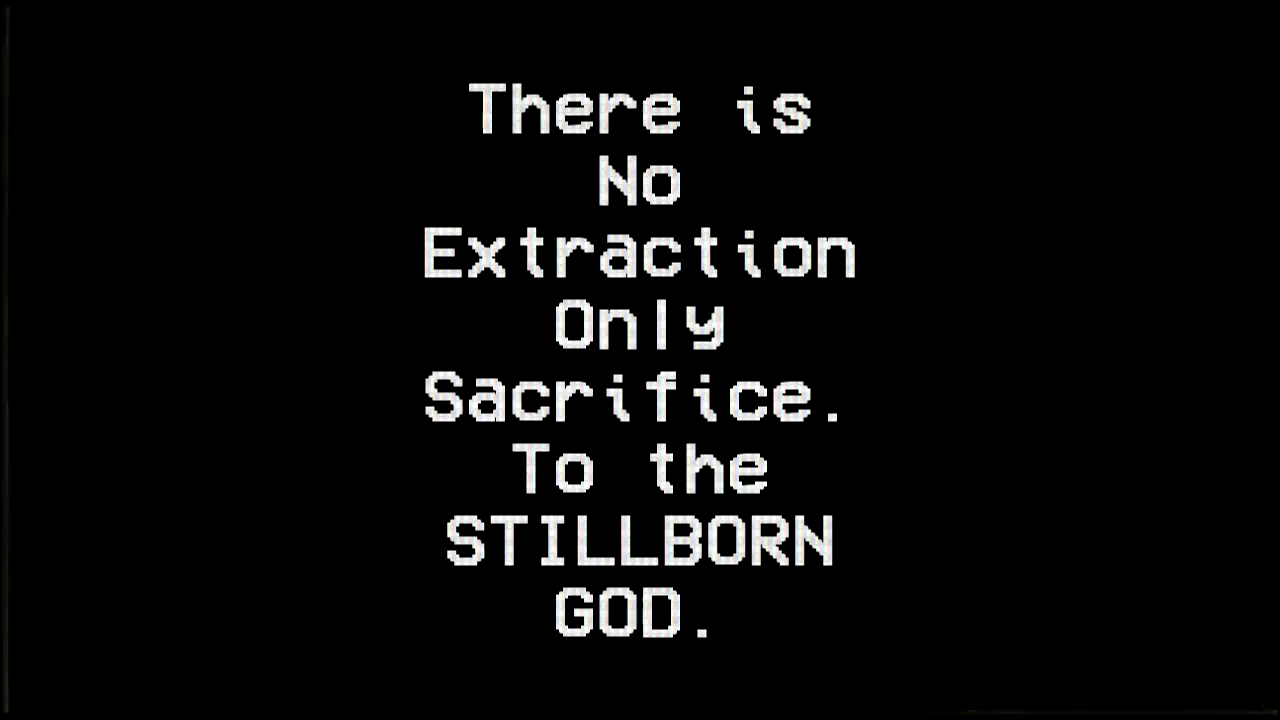 There is
No
Extraction
Only
Sacrifice.
To the
STILLBORN
GOD.